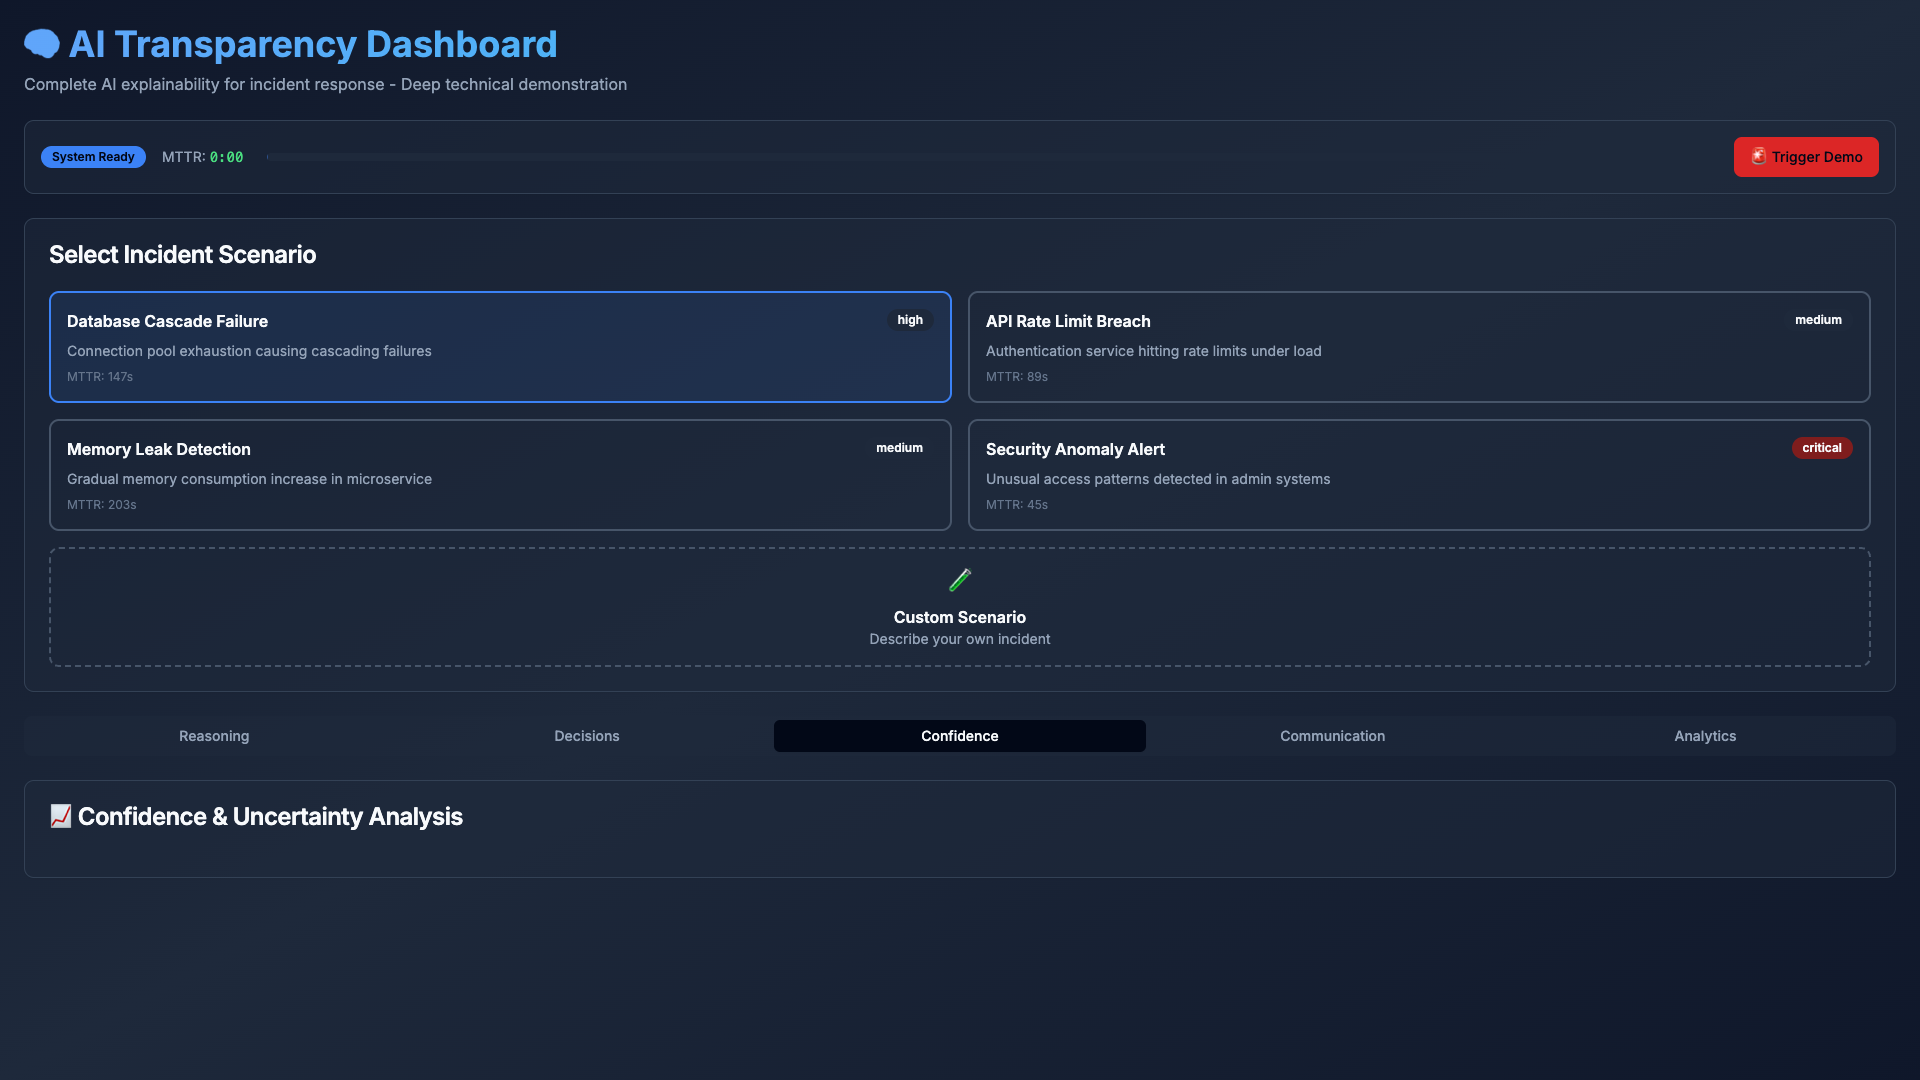 🧠 AI Transparency Dashboard
Complete AI explainability for incident response - Deep technical demonstration
System Ready
MTTR: 0:00
🚨 Trigger Demo
Select Incident Scenario
Database Cascade Failure
high
Connection pool exhaustion causing cascading failures
MTTR: 147s
API Rate Limit Breach
medium
Authentication service hitting rate limits under load
MTTR: 89s
Memory Leak Detection
medium
Gradual memory consumption increase in microservice
MTTR: 203s
Security Anomaly Alert
critical
Unusual access patterns detected in admin systems
MTTR: 45s
Custom Scenario
Describe your own incident
Reasoning
Decisions
Confidence
Communication
Analytics
📈 Confidence & Uncertainty Analysis